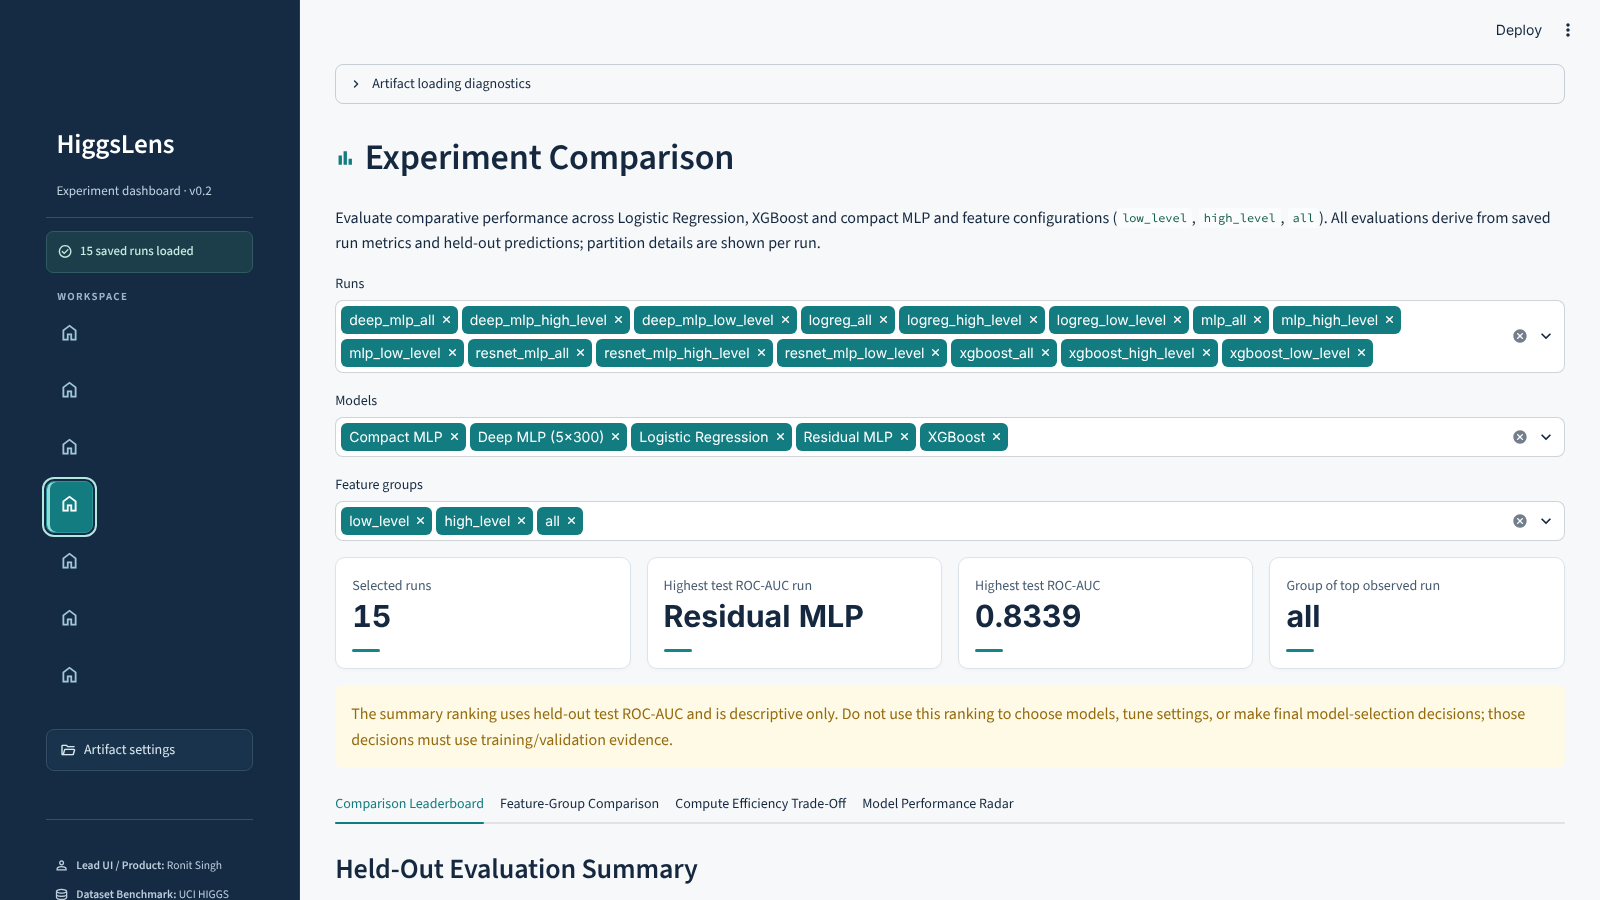 Deploy
Artifact loading diagnostics
HiggsLens
Experiment dashboard · v0.2
15 saved runs loaded
WORKSPACE
Artifact settings
Lead UI / Product: Ronit Singh
Dataset Benchmark: UCI HIGGS
Experiment Comparison
Evaluate comparative performance across Logistic Regression, XGBoost and compact MLP and feature configurations ( low_level , high_level , all ). All evaluations derive from saved
run metrics and held-out predictions; partition details are shown per run.
Runs
deep_mlp_all × deep_mlp_high_level × deep_mlp_low_level × logreg_all × logreg_high_level × logreg_low_level × mlp_all × mlp_high_level ×
mlp_low_level × resnet_mlp_all × resnet_mlp_high_level × resnet_mlp_low_level × xgboost_all × xgboost_high_level × xgboost_low_level ×
Models
Compact MLP × Deep MLP (5×300) × Logistic Regression × Residual MLP × XGBoost ×
Feature groups
low_level × high_level × all ×
Selected runs
15
Highest test ROC-AUC run
Residual MLP
Highest test ROC-AUC
0.8339
Group of top observed run
all
The summary ranking uses held-out test ROC-AUC and is descriptive only. Do not use this ranking to choose models, tune settings, or make final model-selection decisions; those
decisions must use training/validation evidence.
Comparison Leaderboard Feature-Group Comparison Compute Efficiency Trade-Off Model Performance Radar
Held-Out Evaluation Summary